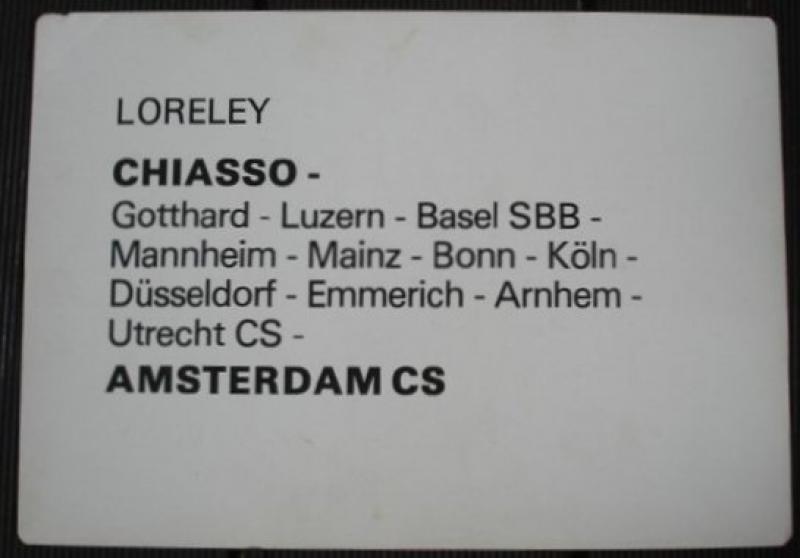 LORELEY
CHIASSO -
Gotthard - Luzern - Basel SBB -
Mannheim - Mainz - Bonn - Köln -
Düsseldorf - Emmerich - Arnhem -
Utrecht CS -
AMSTERDAM CS